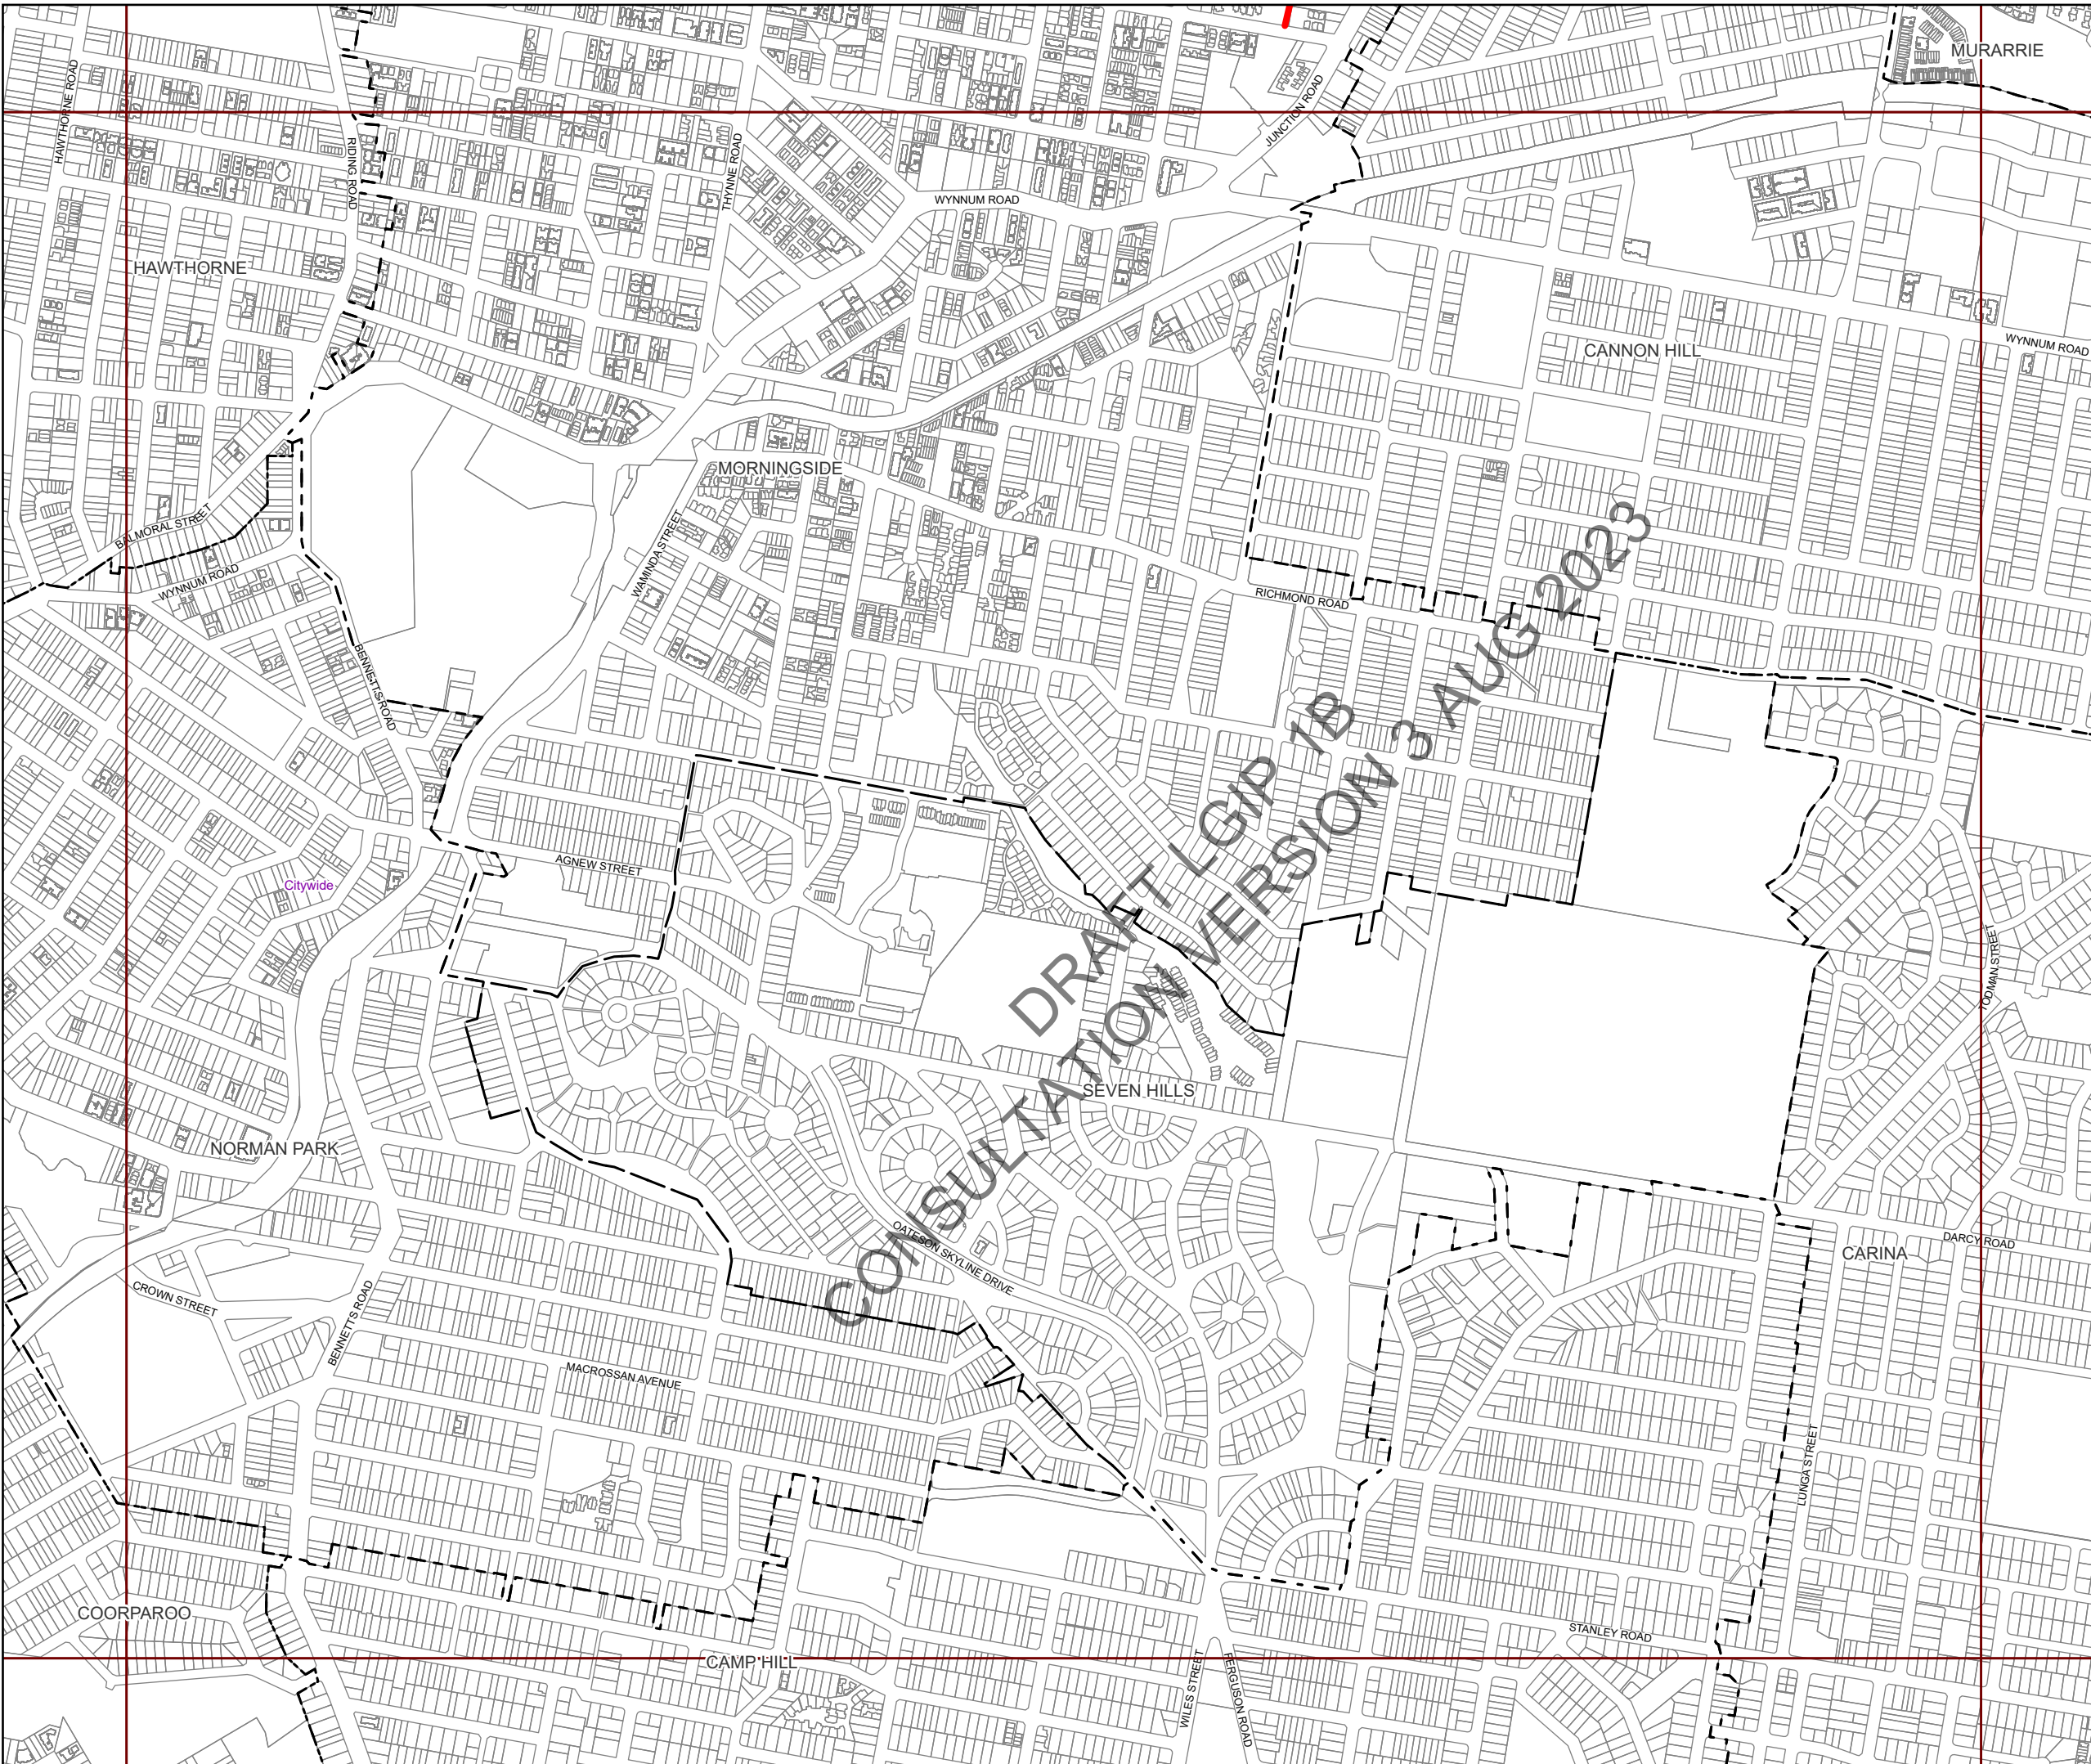 MURARRIE
HAWTHORNE ROAD
JUNCTION ROAD
RIDING ROAD
THYNNE ROAD
WYNNUM ROAD
HAWTHORNE
WYNNUM ROAD
CANNON HILL
MORNINGSIDE
BALMORAL STREET
WAMINDA STREET
WYNNUM ROAD
RICHMOND ROAD
BENNETTS ROAD
AGNEW STREET
Citywide
DRAFT LGIP 1B
CONSULTATION VERSION 3 AUG 2023
TODMAN STREET
SEVEN HILLS
NORMAN PARK
OATESON SKYLINE DRIVE
DARCY ROAD
CARINA
CROWN STREET
BENNETTS ROAD
MACROSSAN AVENUE
LUNGA STREET
COORPAROO
STANLEY ROAD
CAMP HILL
WILES STREET
FERGUSON ROAD